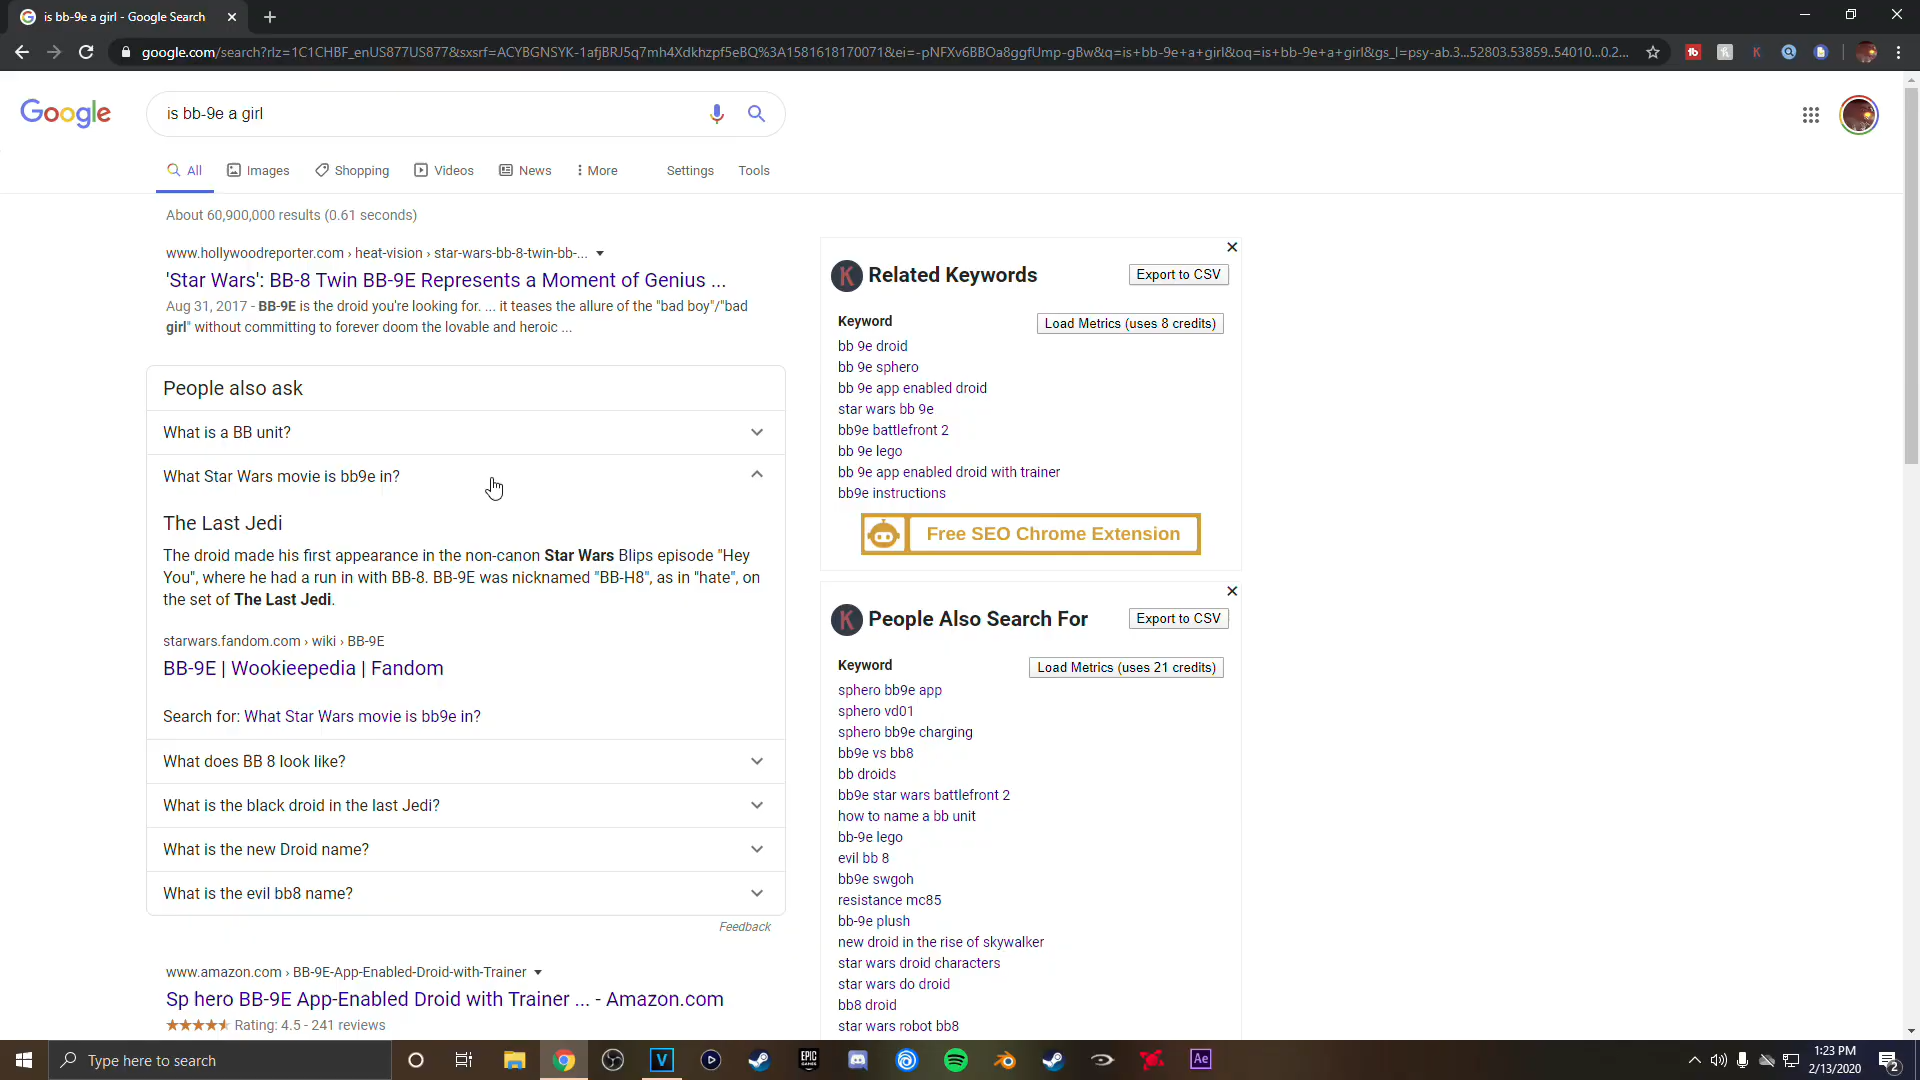 is bb-9e a girl - Google Search
google.com/search?rlz=1C1CHBF_enUS877US877&sxsrf=ACYBGNSYK-1afjBRJ5q7mh4Xdkhzpf5eBQ%3A1581618170071&ei=-pNFXv6BBOa8ggfUmp-gBw&q=is+bb-9e+a+girl&oq=is+bb-9e+a+girl&gs_l=psy-ab.3...52803.53859..54010...0.2...
Google
is bb-9e a girl
All Images Shopping Videos News More Settings Tools
About 60,900,000 results (0.61 seconds)
www.hollywoodreporter.com › heat-vision › star-wars-bb-8-twin-bb-...
'Star Wars': BB-8 Twin BB-9E Represents a Moment of Genius ...
Aug 31, 2017 - BB-9E is the droid you're looking for. ... it teases the allure of the "bad boy"/"bad
girl" without committing to forever doom the lovable and heroic ...
People also ask
What is a BB unit?
What Star Wars movie is bb9e in?
The Last Jedi
The droid made his first appearance in the non-canon Star Wars Blips episode "Hey
You", where he had a run in with BB-8. BB-9E was nicknamed "BB-H8", as in "hate", on
the set of The Last Jedi.
starwars.fandom.com › wiki › BB-9E
BB-9E | Wookieepedia | Fandom
Search for: What Star Wars movie is bb9e in?
What does BB 8 look like?
What is the black droid in the last Jedi?
What is the new Droid name?
What is the evil bb8 name?
Feedback
www.amazon.com › BB-9E-App-Enabled-Droid-with-Trainer
Sp hero BB-9E App-Enabled Droid with Trainer ... - Amazon.com
Rating: 4.5 - 241 reviews
K Related Keywords Export to CSV
Keyword Load Metrics (uses 8 credits)
bb 9e droid
bb 9e sphero
bb 9e app enabled droid
star wars bb 9e
bb9e battlefront 2
bb 9e lego
bb 9e app enabled droid with trainer
bb9e instructions
Free SEO Chrome Extension
K People Also Search For Export to CSV
Keyword Load Metrics (uses 21 credits)
sphero bb9e app
sphero vd01
sphero bb9e charging
bb9e vs bb8
bb droids
bb9e star wars battlefront 2
how to name a bb unit
bb-9e lego
evil bb 8
bb9e swgoh
resistance mc85
bb-9e plush
new droid in the rise of skywalker
star wars droid characters
star wars do droid
bb8 droid
star wars robot bb8
Type here to search
V
EPIC GAMES
Ae
1:23 PM
2/13/2020
2